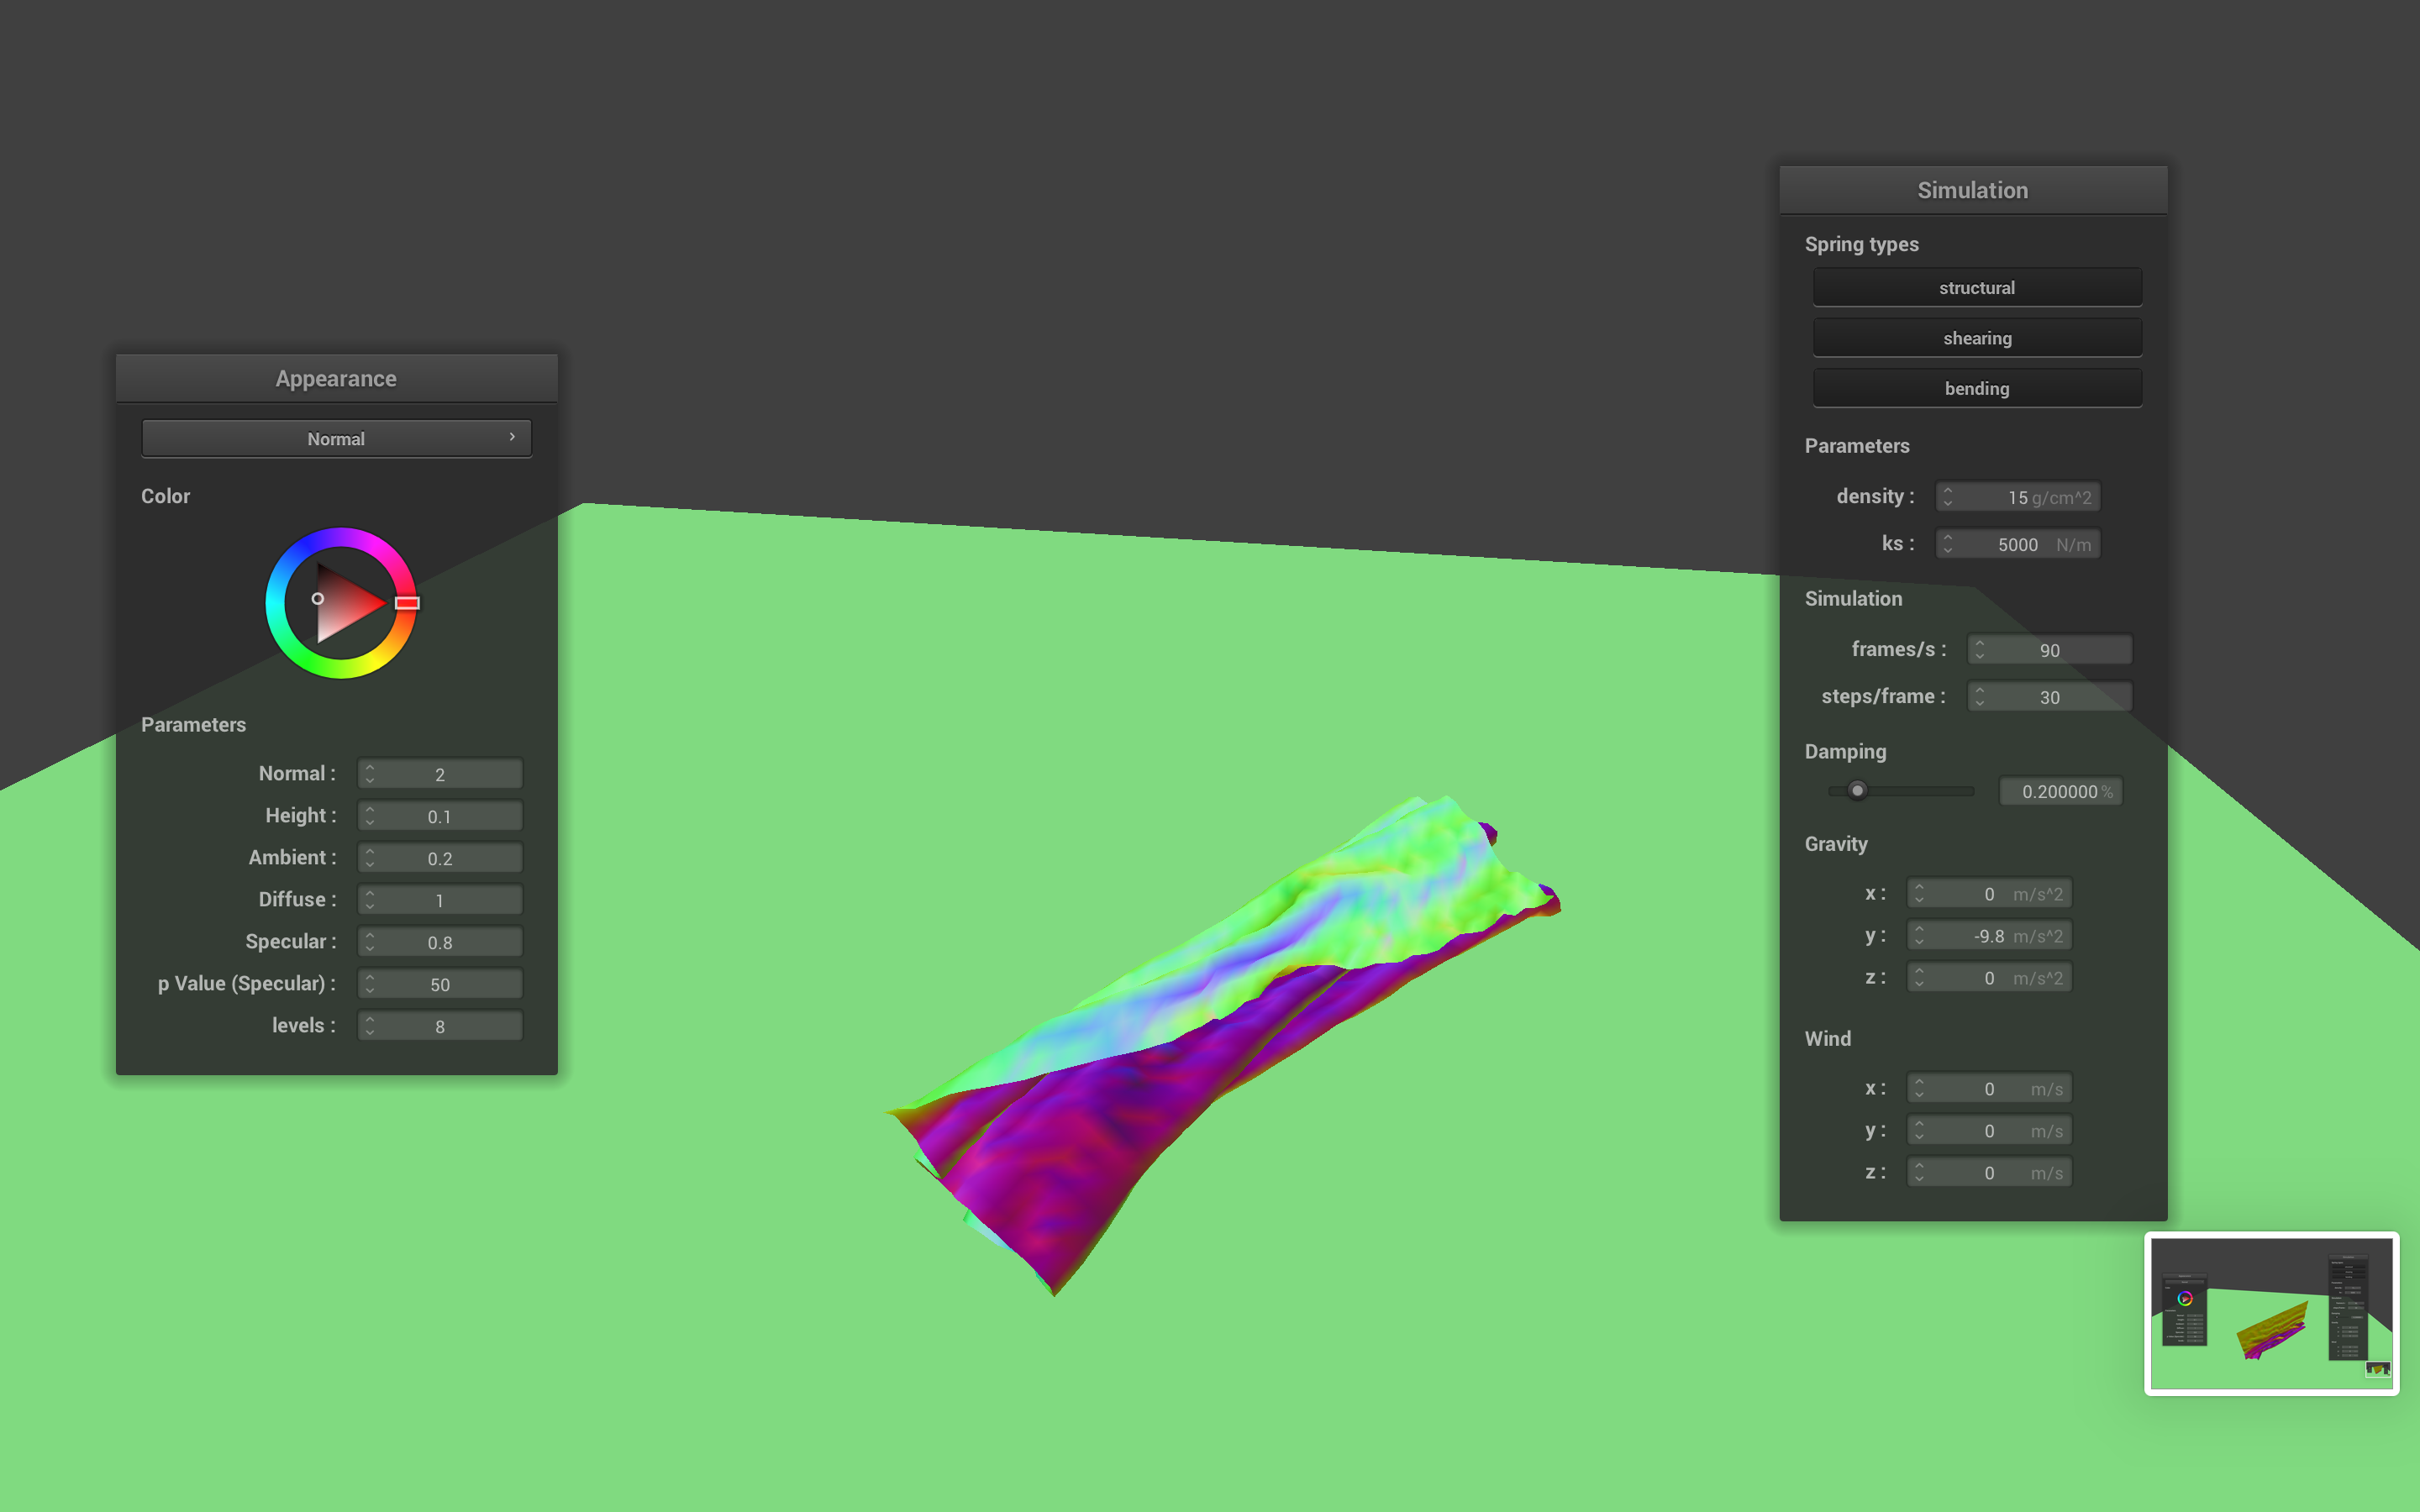 Appearance
Normal
Color
Parameters
Normal : 2
Height : 0.1
Ambient : 0.2
Diffuse : 1
Specular : 0.8
p Value (Specular) : 50
levels : 8
Simulation
Spring types
structural
shearing
bending
Parameters
density : 15 g/cm^2
ks : 5000 N/m
Simulation
frames/s : 90
steps/frame : 30
Damping
0.200000 %
Gravity
x : 0 m/s^2
y : -9.8 m/s^2
z : 0 m/s^2
Wind
x : 0 m/s
y : 0 m/s
z : 0 m/s